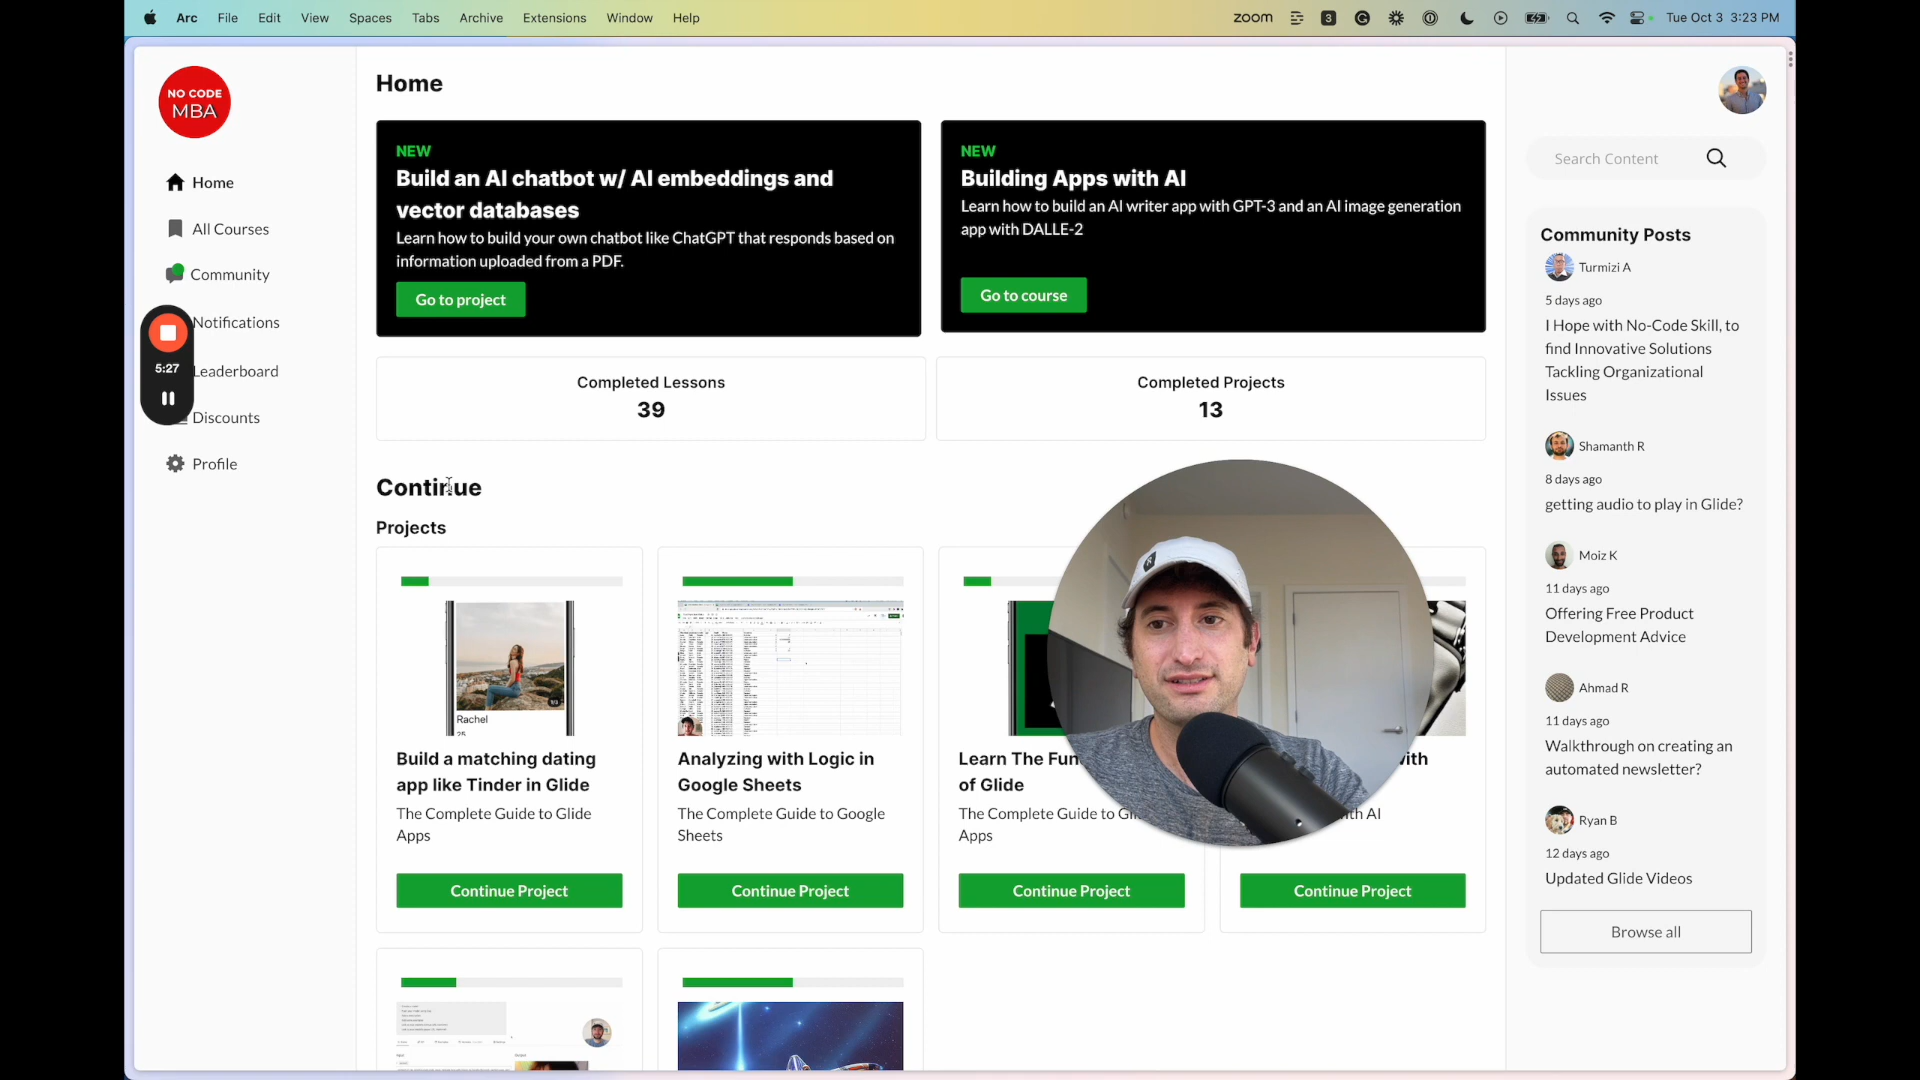 Arc File Edit View Spaces Tabs Archive Extensions Window Help
zoom 3 Tue Oct 3 3:23 PM
NO CODE
MBA
Home
All Courses
Community
Notifications
Leaderboard
Discounts
Profile
5:27
Home
NEW
Build an AI chatbot w/ AI embeddings and
vector databases
Learn how to build your own chatbot like ChatGPT that responds based on
information uploaded from a PDF.
Go to project
NEW
Building Apps with AI
Learn how to build an AI writer app with GPT-3 and an AI image generation
app with DALLE-2
Go to course
Completed Lessons
39
Completed Projects
13
Continue
Projects
Rachel
25
Build a matching dating
app like Tinder in Glide
The Complete Guide to Glide
Apps
Continue Project
Analyzing with Logic in
Google Sheets
The Complete Guide to Google
Sheets
Continue Project
Learn The Fun
of Glide
The Complete Guide to Gli
Apps
Continue Project
with
with AI
Continue Project
Search Content
Community Posts
Turmizi A
5 days ago
I Hope with No-Code Skill, to
find Innovative Solutions
Tackling Organizational
Issues
Shamanth R
8 days ago
getting audio to play in Glide?
Moiz K
11 days ago
Offering Free Product
Development Advice
Ahmad R
11 days ago
Walkthrough on creating an
automated newsletter?
Ryan B
12 days ago
Updated Glide Videos
Browse all